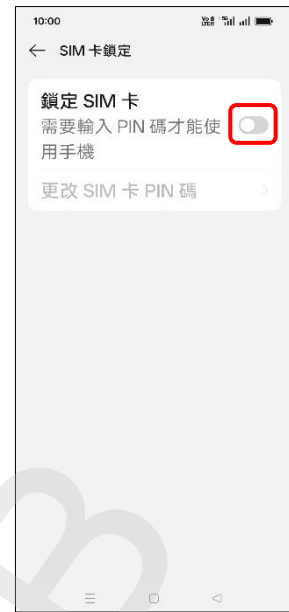 10:00
← SIM 卡鎖定
鎖定 SIM 卡
需要輸入 PIN 碼才能使
用手機
更改 SIM 卡 PIN 碼